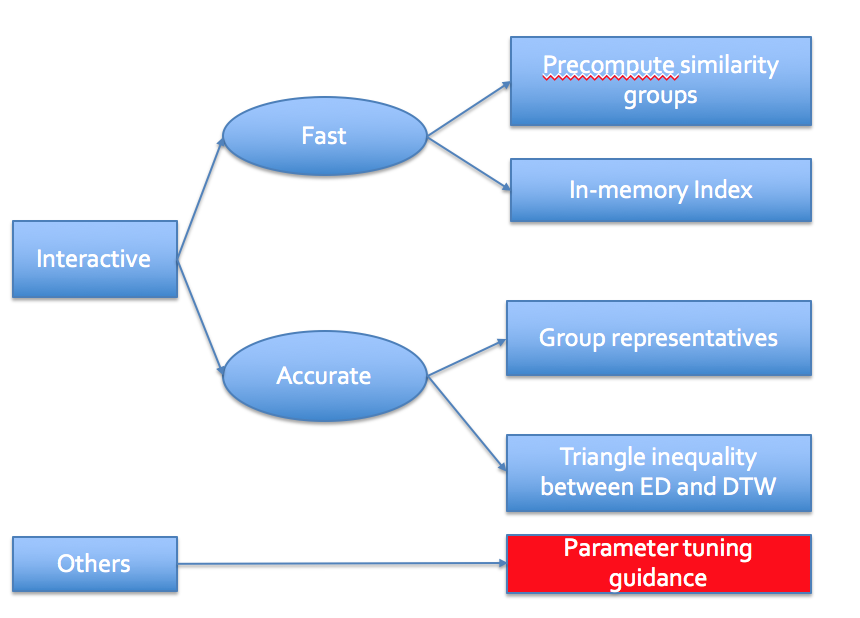 Precompute similarity
groups
Fast
In-memory Index
Interactive
Group representatives
Accurate
Triangle inequality
between ED and DTW
Parameter tuning
guidance
Others